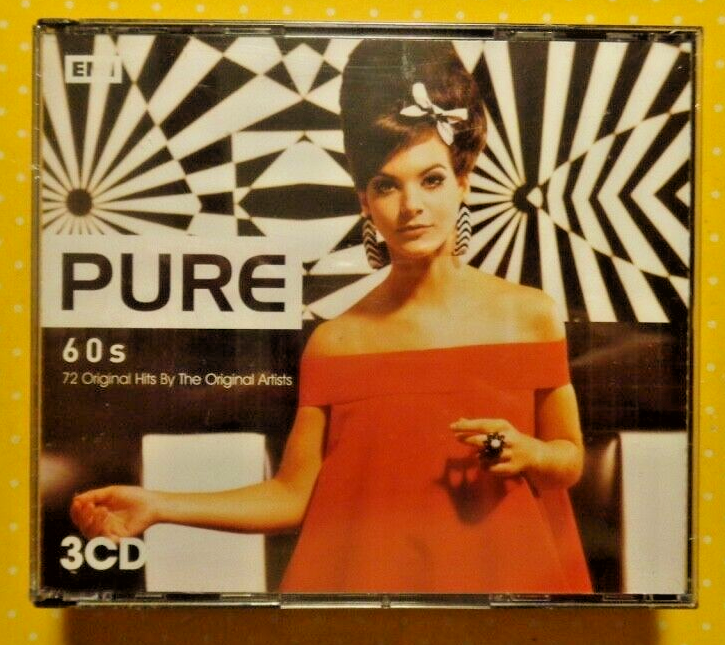 EMI
PURE
60s
72 Original Hits By The Original Artists
3CD